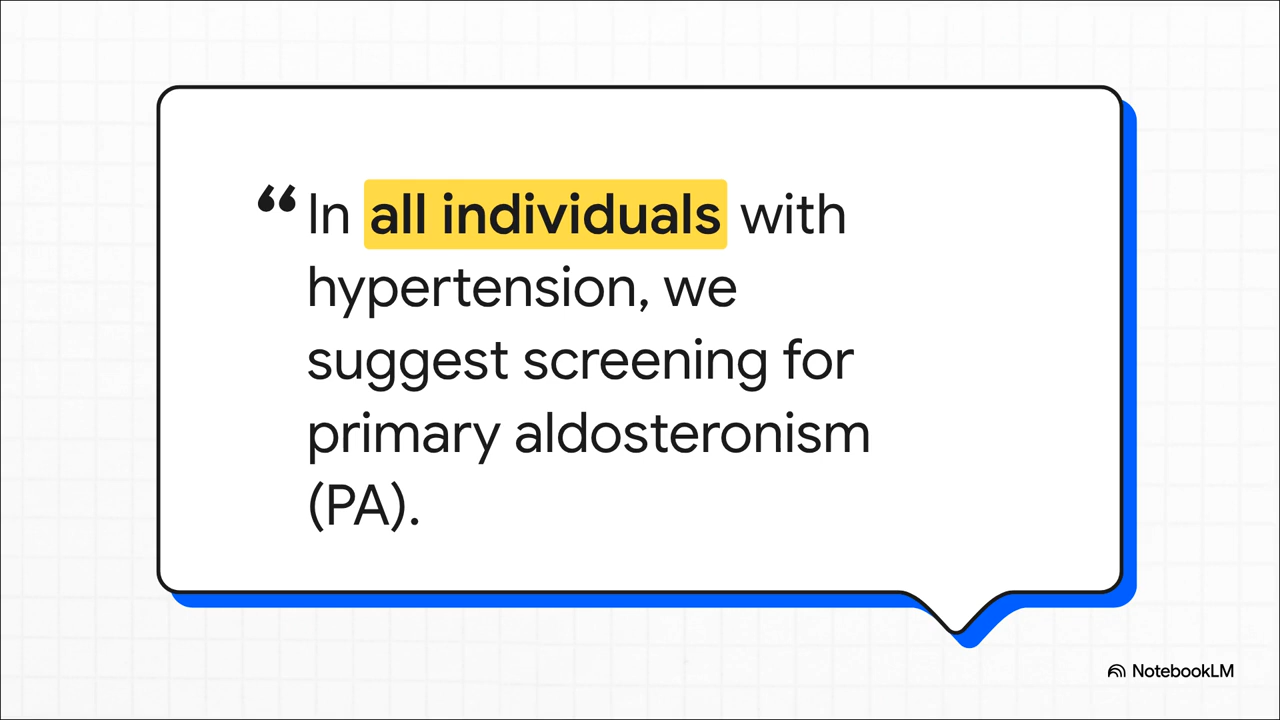 “ In all individuals with
hypertension, we
suggest screening for
primary aldosteronism
(PA).
NotebookLM